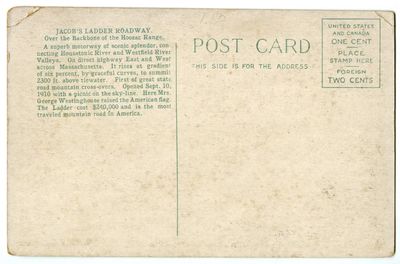 JACOB'S LADDER ROADWAY.
Over the Backbone of the Hoosac Range.
A superb motorway of scenic splendor, con-
necting Housatonic River and Westfield River
Valleys. On direct highway East and West
across Massachusetts. It rises at gradient
of six percent, by graceful curves, to summit
2300 ft. above tidewater. First of great state
road mountain cross-overs. Opened Sept. 10,
1910 with a picnic on the sky-line. Here Mrs.
George Westinghouse raised the American flag.
The Ladder cost $240,000 and is the most
traveled mountain road in America.
POST CARD
THIS SIDE IS FOR THE ADDRESS
UNITED STATES
AND CANADA
ONE CENT
PLACE
STAMP HERE
FOREIGN
TWO CENTS